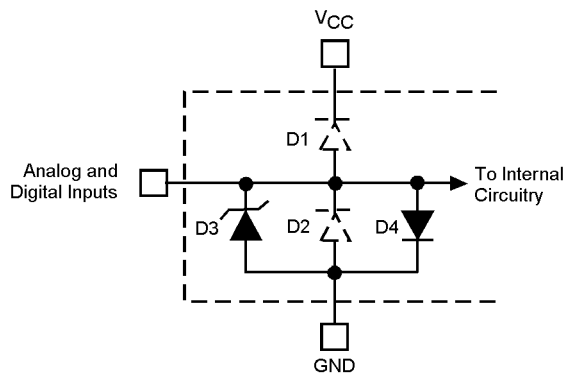 VCC
D1
Analog and
Digital Inputs
To Internal
Circuitry
D3
D2
D4
GND